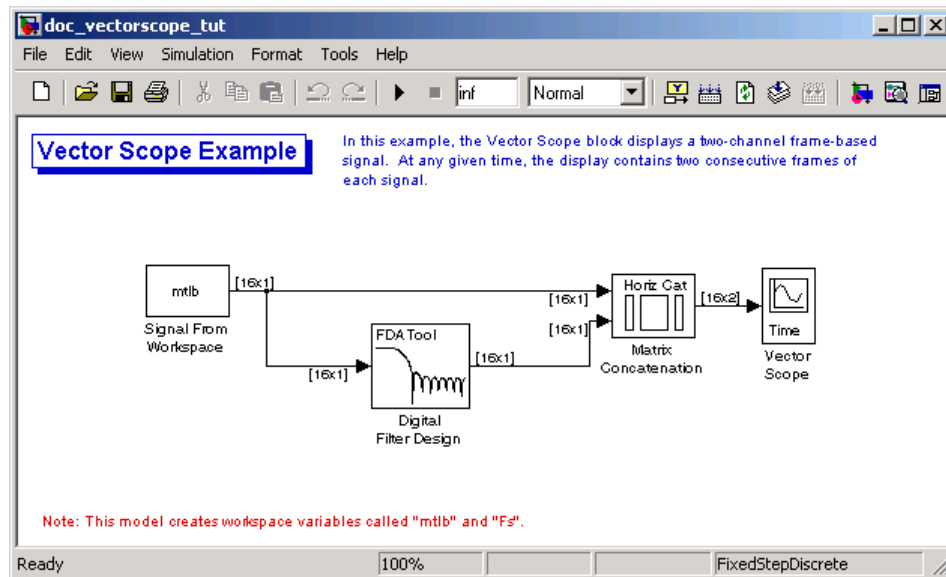 doc_vectorscope_tut
File Edit View Simulation Format Tools Help
inf Normal
Vector Scope Example
In this example, the Vector Scope block displays a two-channel frame-based
signal. At any given time, the display contains two consecutive frames of
each signal.
mtlb
[16x1]
Signal From
Workspace
[16x1]
FDA Tool
[16x1]
Digital
Filter Design
[16x1]
[16x1]
Horiz Cat
Matrix
Concatenation
[16x2]
Time
Vector
Scope
Note: This model creates workspace variables called "mtlb" and "Fs".
Ready 100% FixedStepDiscrete